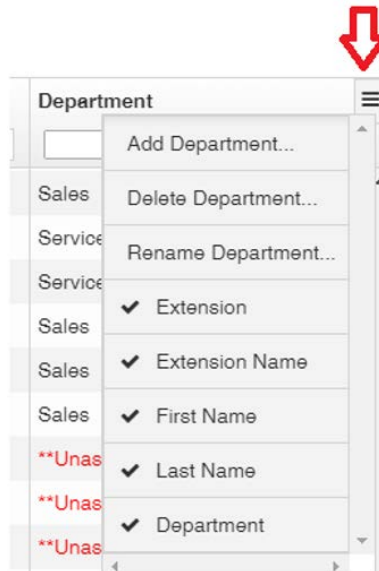 Department
Add Department...
Sales
Delete Department...
Service
Rename Department...
Service
✔ Extension
Sales
✔ Extension Name
Sales
✔ First Name
Sales
**Unas
✔ Last Name
**Unas
✔ Department
**Unas